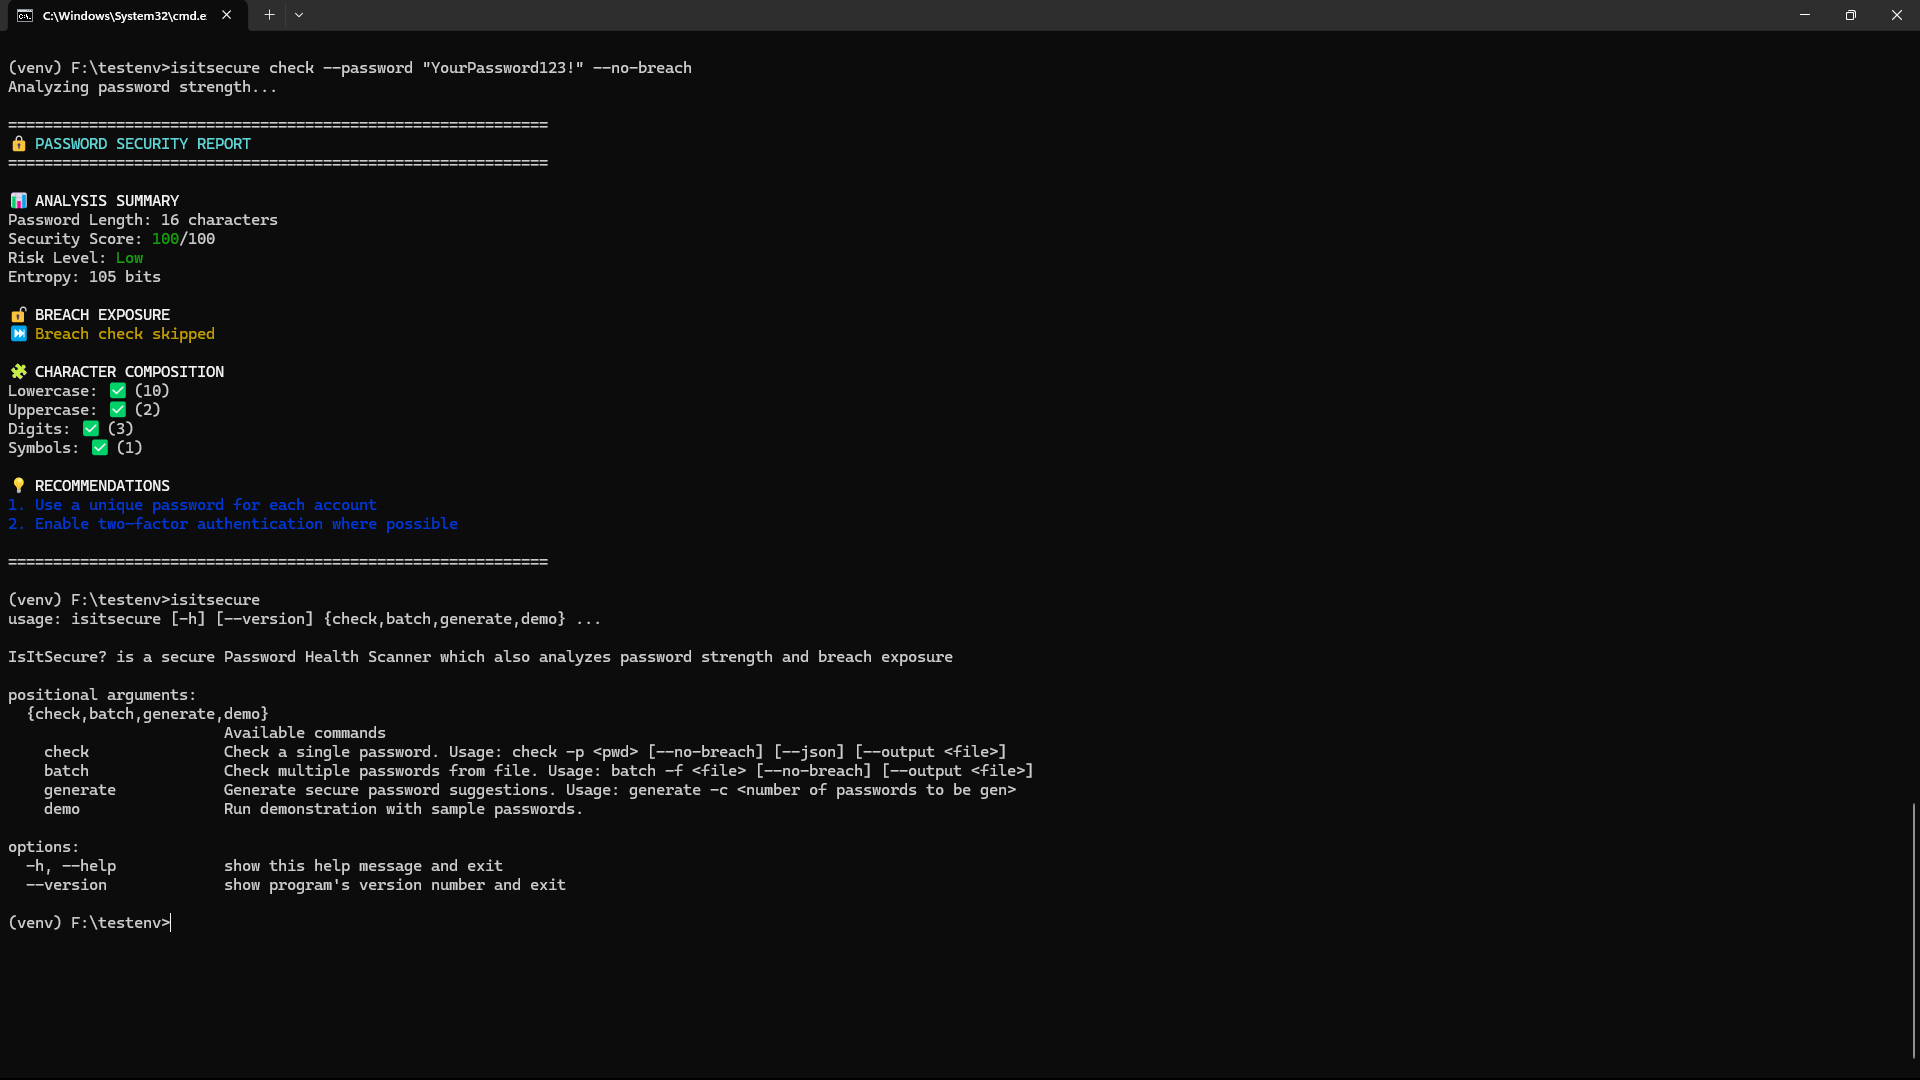 C:\Windows\System32\cmd.e
(venv) F:\testenv>isitsecure check --password "YourPassword123!" --no-breach
Analyzing password strength...
============================================================
🔒 PASSWORD SECURITY REPORT
============================================================
📊 ANALYSIS SUMMARY
Password Length: 16 characters
Security Score: 100/100
Risk Level: Low
Entropy: 105 bits
🔓 BREACH EXPOSURE
⏭️ Breach check skipped
🧩 CHARACTER COMPOSITION
Lowercase: ✅ (10)
Uppercase: ✅ (2)
Digits: ✅ (3)
Symbols: ✅ (1)
💡 RECOMMENDATIONS
1. Use a unique password for each account
2. Enable two-factor authentication where possible
============================================================
(venv) F:\testenv>isitsecure
usage: isitsecure [-h] [--version] {check,batch,generate,demo} ...
IsItSecure? is a secure Password Health Scanner which also analyzes password strength and breach exposure
positional arguments:
  {check,batch,generate,demo}
                        Available commands
    check               Check a single password. Usage: check -p <pwd> [--no-breach] [--json] [--output <file>]
    batch               Check multiple passwords from file. Usage: batch -f <file> [--no-breach] [--output <file>]
    generate            Generate secure password suggestions. Usage: generate -c <number of passwords to be gen>
    demo                Run demonstration with sample passwords.
options:
  -h, --help            show this help message and exit
  --version             show program's version number and exit
(venv) F:\testenv>